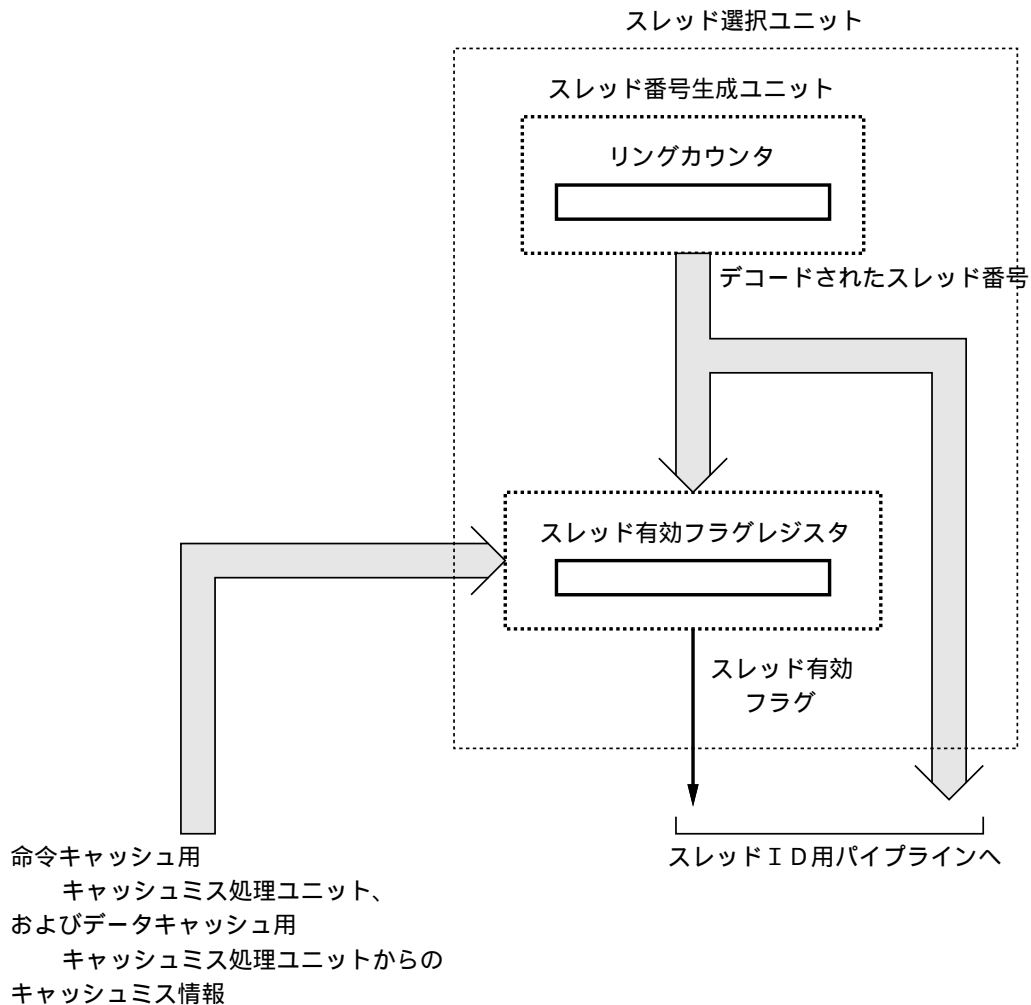 スレッド選択ユニット
スレッド番号生成ユニット
リングカウンタ
デコードされたスレッド番号
スレッド有効フラグレジスタ
スレッド有効
フラグ
スレッドＩＤ用パイプラインへ
命令キャッシュ用
キャッシュミス処理ユニット、
およびデータキャッシュ用
キャッシュミス処理ユニットからの
キャッシュミス情報